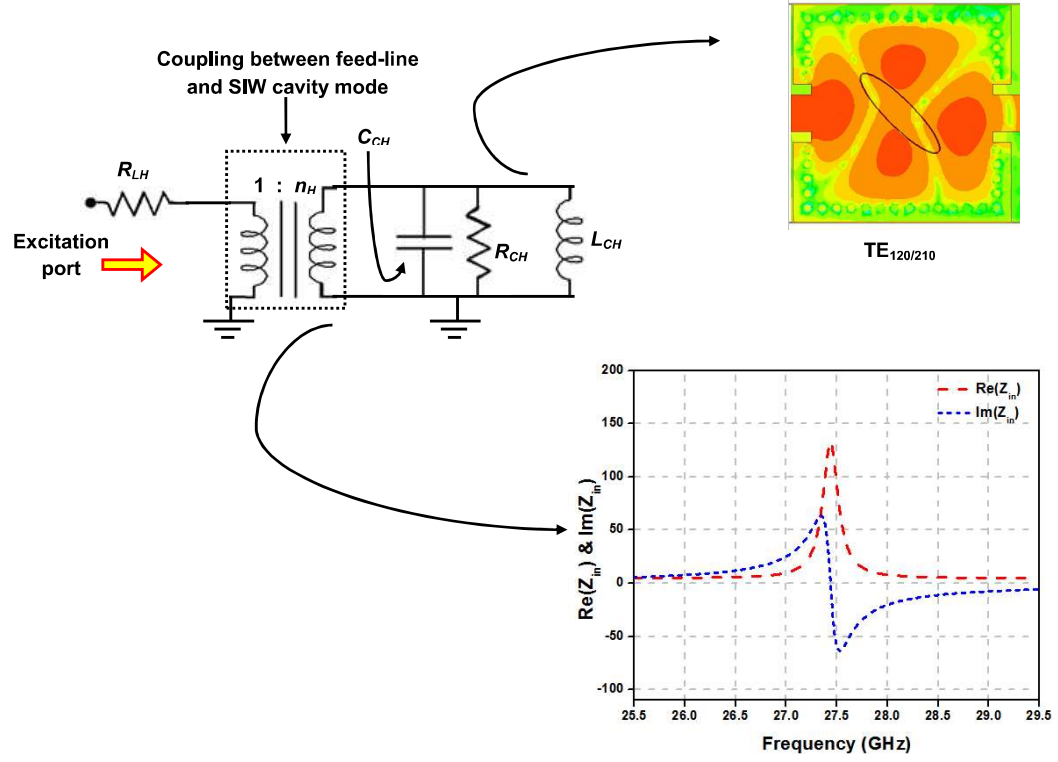 Coupling between feed-line
and SIW cavity mode
C_CH
R_LH
1 : n_H
R_CH
L_CH
Excitation
port
TE_120/210
200
150
100
50
0
-50
-100
Re(Z_in) & Im(Z_in)
Re(Z_in)
Im(Z_in)
25.5 26.0 26.5 27.0 27.5 28.0 28.5 29.0 29.5
Frequency (GHz)